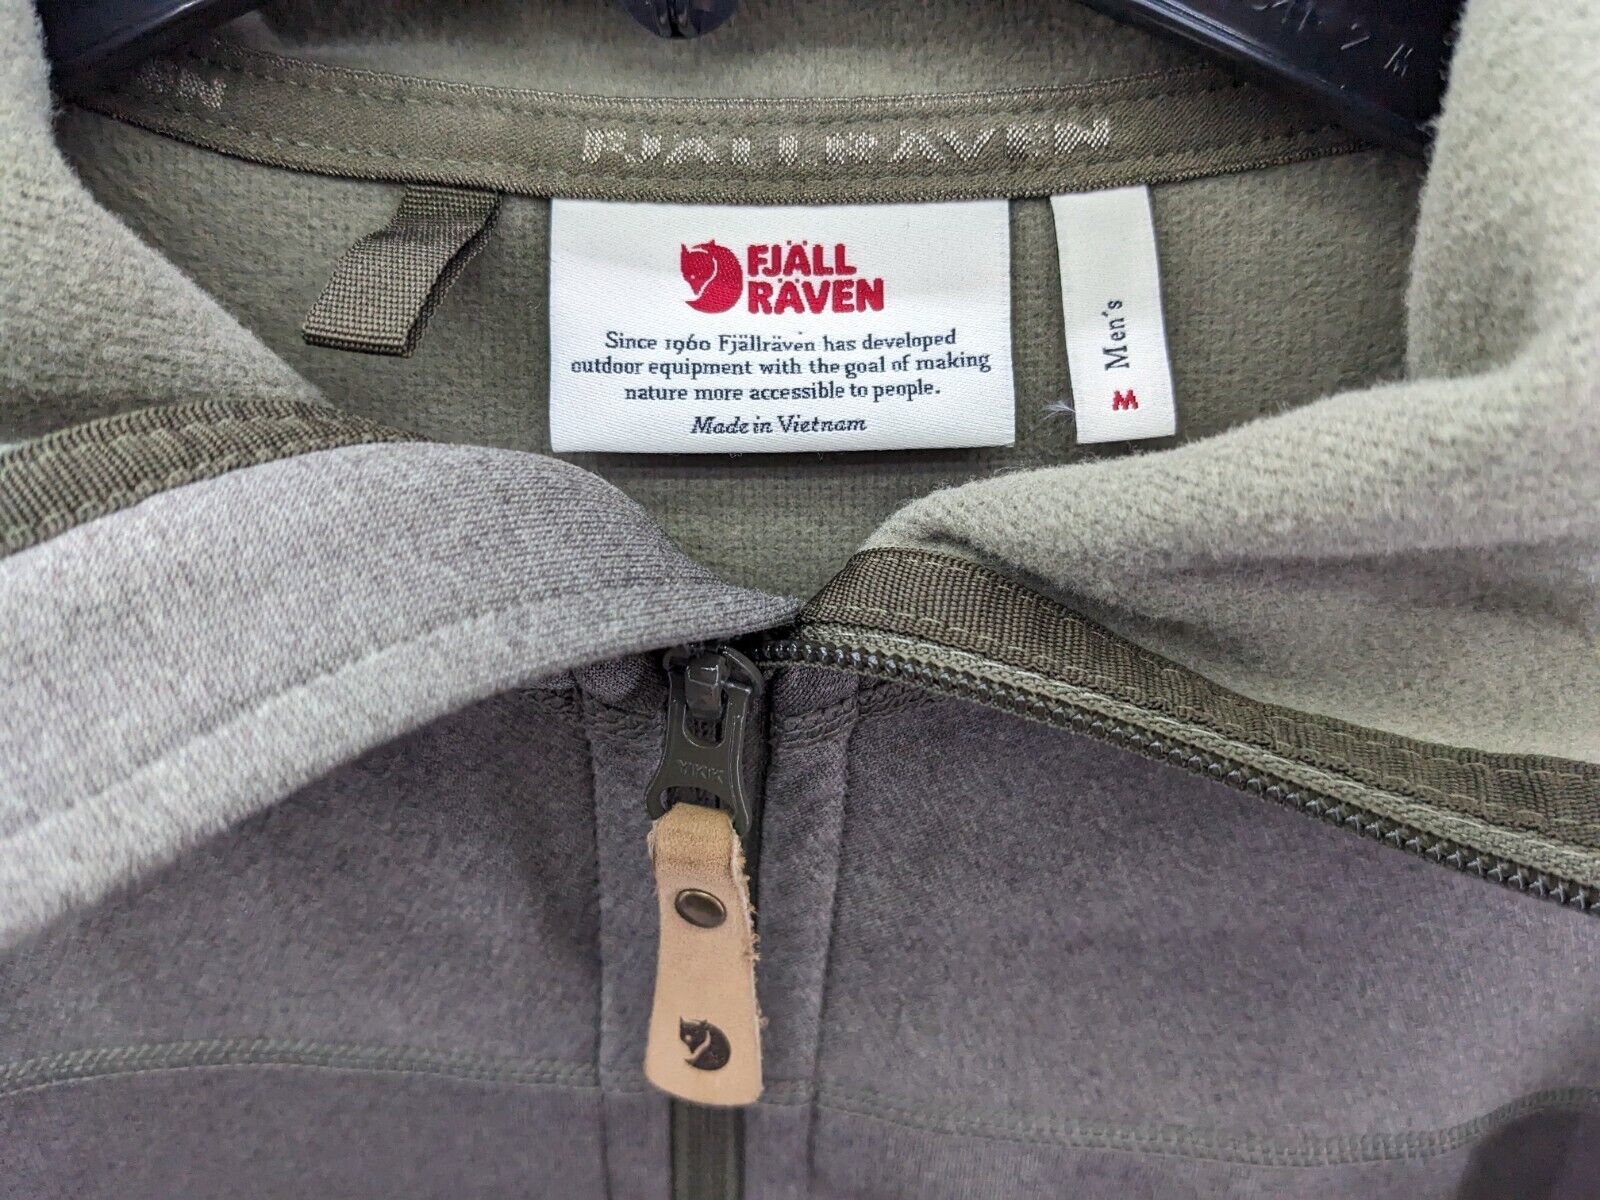 FJÄLLRÄVEN
FJÄLL
RÄVEN
Since 1960 Fjällräven has developed
outdoor equipment with the goal of making
nature more accessible to people.
Made in Vietnam
Men's
M
YKK